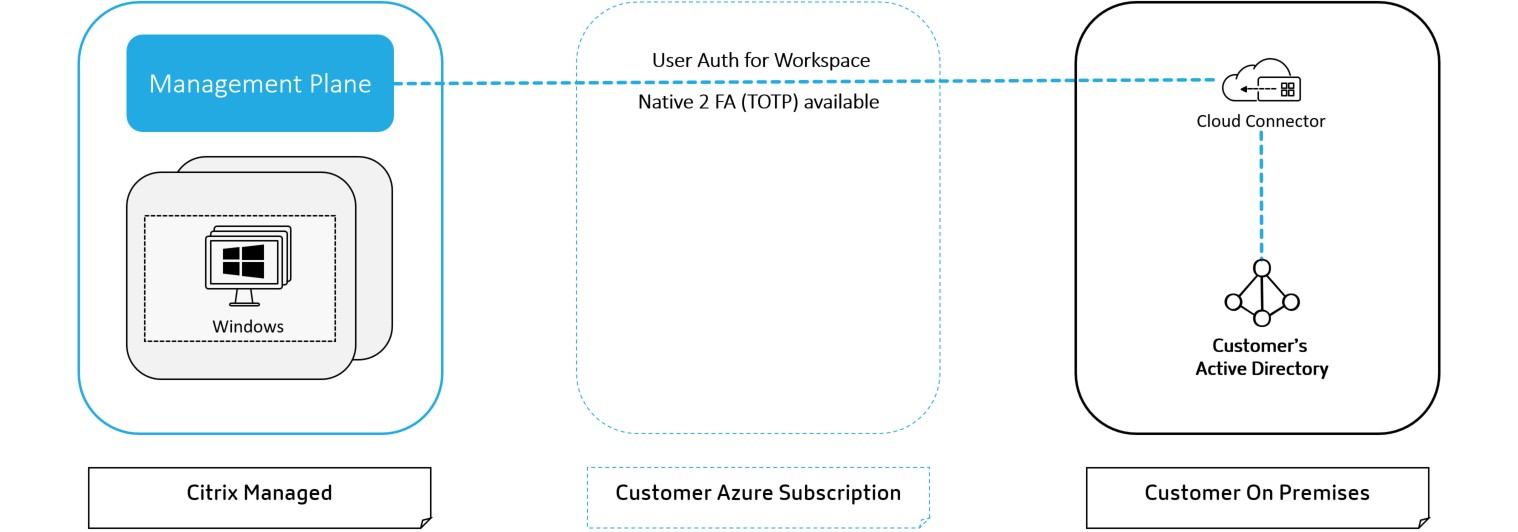 Management Plane
User Auth for Workspace
Native 2 FA (TOTP) available
Cloud Connector
Windows
Customer’s
Active Directory
Citrix Managed
Customer Azure Subscription
Customer On Premises